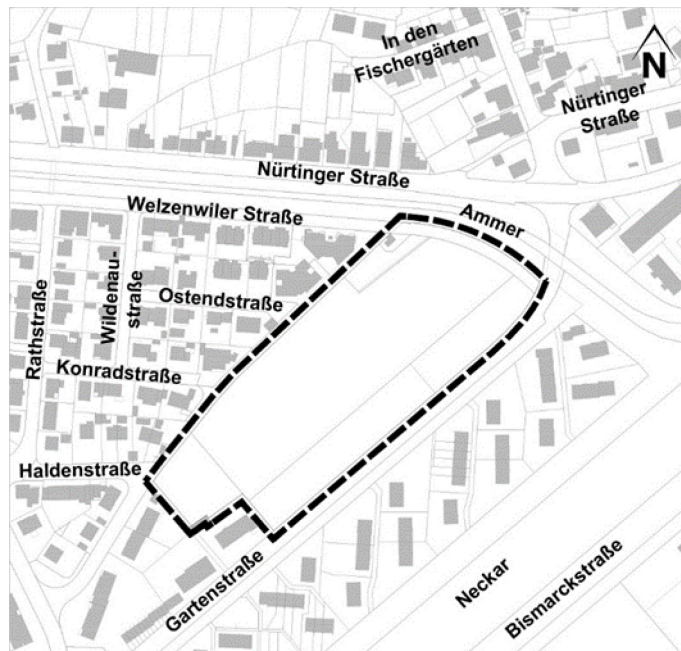 In den
Fischergärten
N
Nürtinger
Straße
Nürtinger Straße
Welzenwiler Straße
Ammer
Rathstraße
Wildenau-
straße
Ostendstraße
Konradstraße
Haldenstraße
Gartenstraße
Neckar
Bismarckstraße